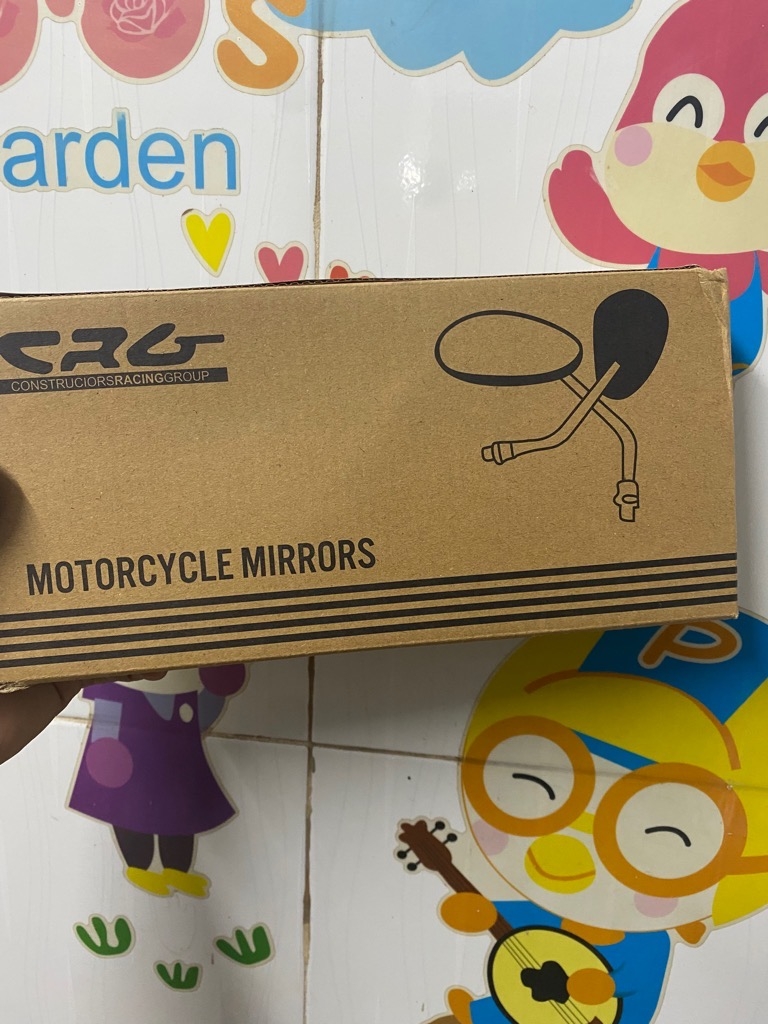 s
arden
CRG
CONSTRUCIORSRACINGGROUP
MOTORCYCLE MIRRORS
P